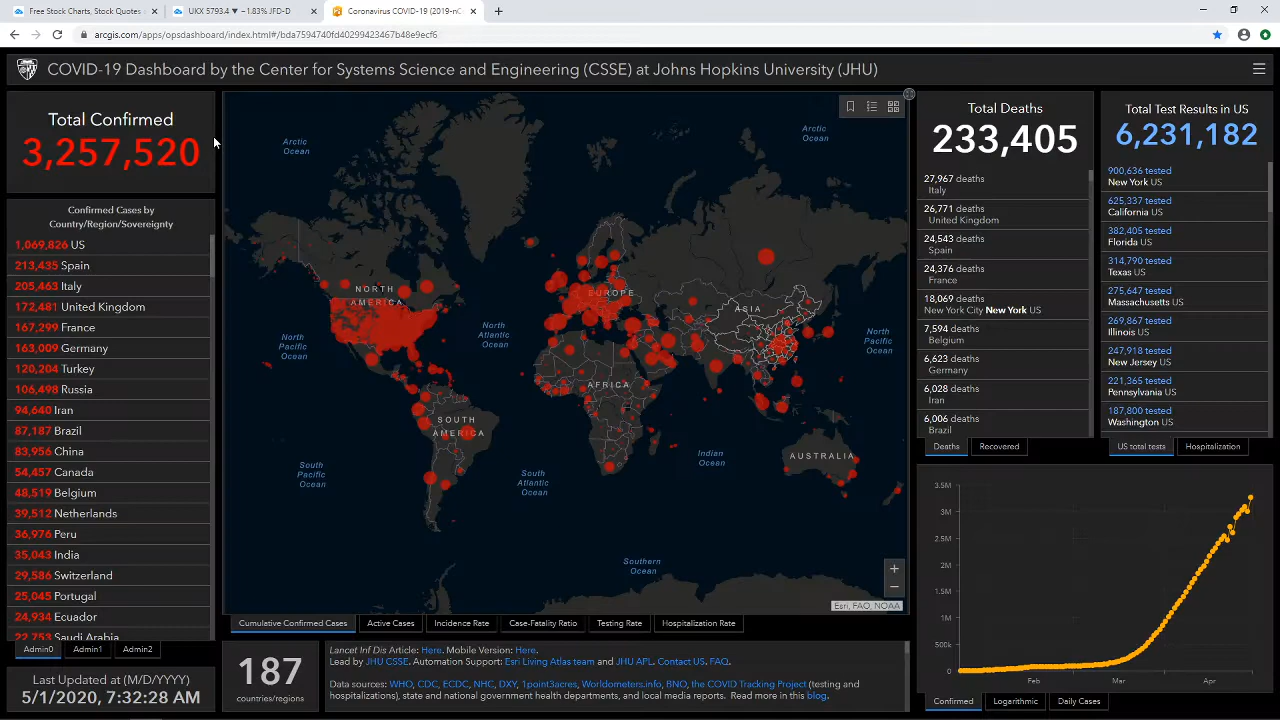 Free Stock Charts, Stock Quotes
UKX 5793.4 ▼ −1.83% JFD-D
Coronavirus COVID-19 (2019-nC
arcgis.com/apps/opsdashboard/index.html#/bda7594740fd40299423467b48e9ecf6
COVID-19 Dashboard by the Center for Systems Science and Engineering (CSSE) at Johns Hopkins University (JHU)
Total Confirmed
3,257,520
Confirmed Cases by
Country/Region/Sovereignty
1,069,826 US
213,435 Spain
205,463 Italy
172,481 United Kingdom
167,299 France
163,009 Germany
120,204 Turkey
106,498 Russia
94,640 Iran
87,187 Brazil
83,956 China
54,457 Canada
48,519 Belgium
39,512 Netherlands
36,976 Peru
35,043 India
29,586 Switzerland
25,045 Portugal
24,934 Ecuador
22,753 Saudi Arabia
Admin0
Admin1
Admin2
Last Updated at (M/D/YYYY)
5/1/2020, 7:32:28 AM
Arctic
Ocean
Arctic
Ocean
NORTH
AMERICA
EUROPE
ASIA
North
Pacific
Ocean
North
Atlantic
Ocean
North
Pacific
Ocean
AFRICA
SOUTH
AMERICA
AUSTRALIA
Indian
Ocean
South
Pacific
Ocean
South
Atlantic
Ocean
Southern
Ocean
+
−
Esri, FAO, NOAA
Cumulative Confirmed Cases
Active Cases
Incidence Rate
Case-Fatality Ratio
Testing Rate
Hospitalization Rate
187
countries/regions
Lancet Inf Dis Article: Here. Mobile Version: Here.
Lead by JHU CSSE. Automation Support: Esri Living Atlas team and JHU APL. Contact US. FAQ.
Data sources: WHO, CDC, ECDC, NHC, DXY, 1point3acres, Worldometers.info, BNO, the COVID Tracking Project (testing and
hospitalizations), state and national government health departments, and local media reports. Read more in this blog.
Total Deaths
233,405
27,967 deaths
Italy
26,771 deaths
United Kingdom
24,543 deaths
Spain
24,376 deaths
France
18,069 deaths
New York City New York US
7,594 deaths
Belgium
6,623 deaths
Germany
6,028 deaths
Iran
6,006 deaths
Brazil
Deaths
Recovered
Total Test Results in US
6,231,182
900,636 tested
New York US
625,337 tested
California US
382,405 tested
Florida US
314,790 tested
Texas US
275,647 tested
Massachusetts US
269,867 tested
Illinois US
247,918 tested
New Jersey US
221,365 tested
Pennsylvania US
187,800 tested
Washington US
US total tests
Hospitalization
3.5M
3M
2.5M
2M
1.5M
1M
500k
0
Feb
Mar
Apr
Confirmed
Logarithmic
Daily Cases